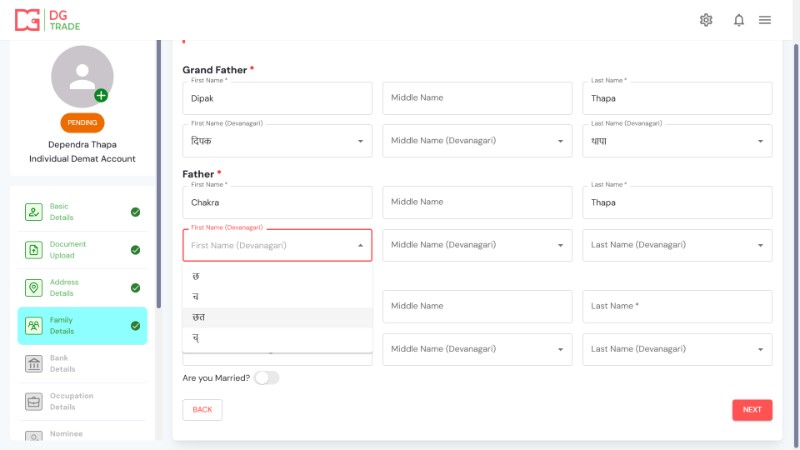 DG
TRADE
Grand Father *
First Name *
Dipak
Middle Name
Last Name *
Thapa
First Name (Devanagari)
दिपक
Middle Name (Devanagari)
Last Name (Devanagari)
थापा
PENDING
Dependra Thapa
Individual Demat Account
Father *
First Name *
Chakra
Middle Name
Last Name *
Thapa
First Name (Devanagari)
First Name (Devanagari)
Middle Name (Devanagari)
Last Name (Devanagari)
छ
च
छत
च्
Middle Name
Last Name *
Middle Name (Devanagari)
Last Name (Devanagari)
Are you Married?
BACK
NEXT
Basic
Details
Document
Upload
Address
Details
Family
Details
Bank
Details
Occupation
Details
Nominee